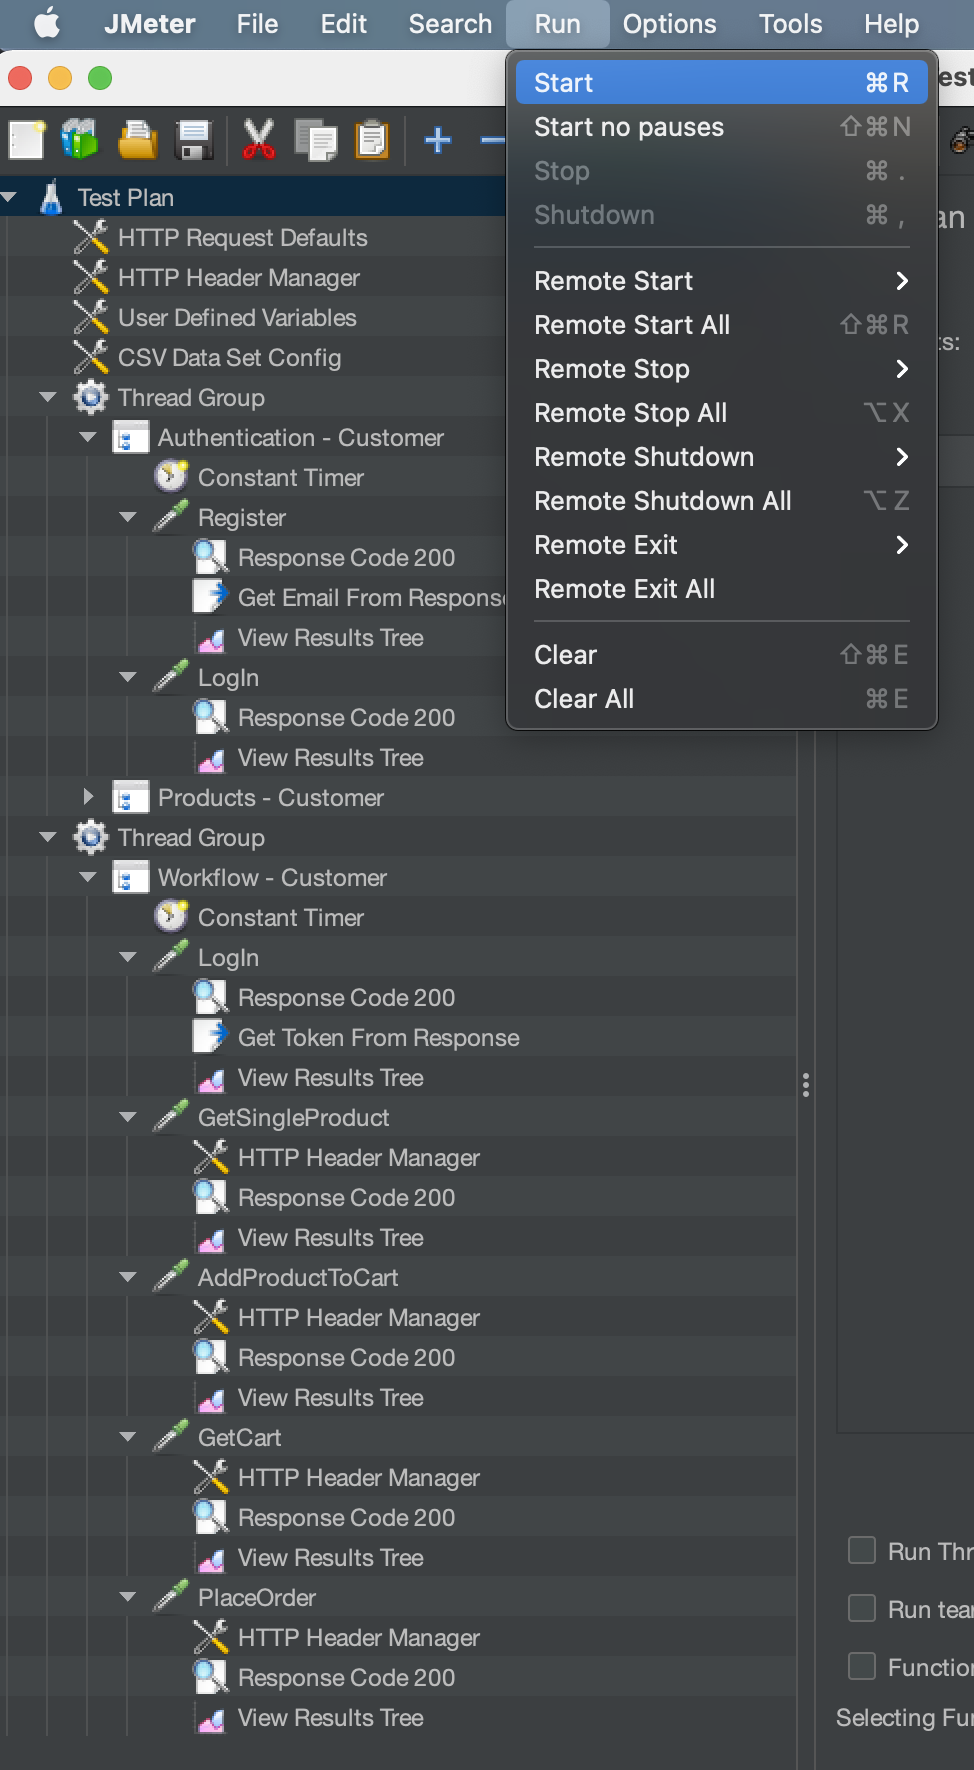 JMeter File Edit Search Run Options Tools Help
Start ⌘R
Start no pauses ⇧⌘N
Stop ⌘.
Shutdown ⌘,
Remote Start
Remote Start All ⇧⌘R
Remote Stop
Remote Stop All ⌥X
Remote Shutdown
Remote Shutdown All ⌥Z
Remote Exit
Remote Exit All
Clear ⇧⌘E
Clear All ⌘E
Test Plan
HTTP Request Defaults
HTTP Header Manager
User Defined Variables
CSV Data Set Config
Thread Group
Authentication - Customer
Constant Timer
Register
Response Code 200
Get Email From Respons
View Results Tree
LogIn
Response Code 200
View Results Tree
Products - Customer
Thread Group
Workflow - Customer
Constant Timer
LogIn
Response Code 200
Get Token From Response
View Results Tree
GetSingleProduct
HTTP Header Manager
Response Code 200
View Results Tree
AddProductToCart
HTTP Header Manager
Response Code 200
View Results Tree
GetCart
HTTP Header Manager
Response Code 200
View Results Tree
PlaceOrder
HTTP Header Manager
Response Code 200
View Results Tree
est
an
ts:
Run Thr
Run tear
Function
Selecting Fun